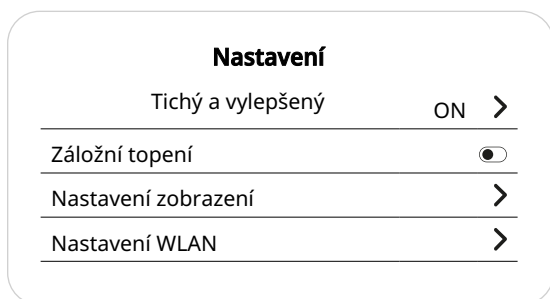 Nastavení
Tichý a vylepšený ON
Záložní topení
Nastavení zobrazení
Nastavení WLAN